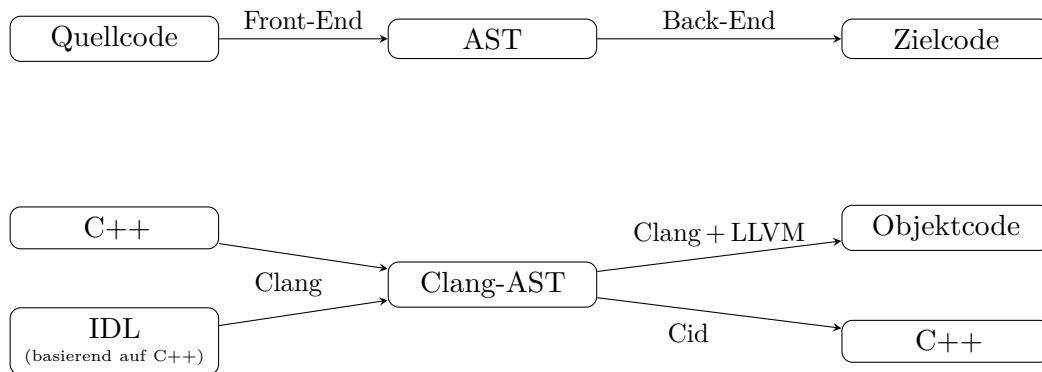 Quellcode
Front-End
AST
Back-End
Zielcode
C++
Clang
IDL
(basierend auf C++)
Clang-AST
Clang + LLVM
Objektcode
Cid
C++